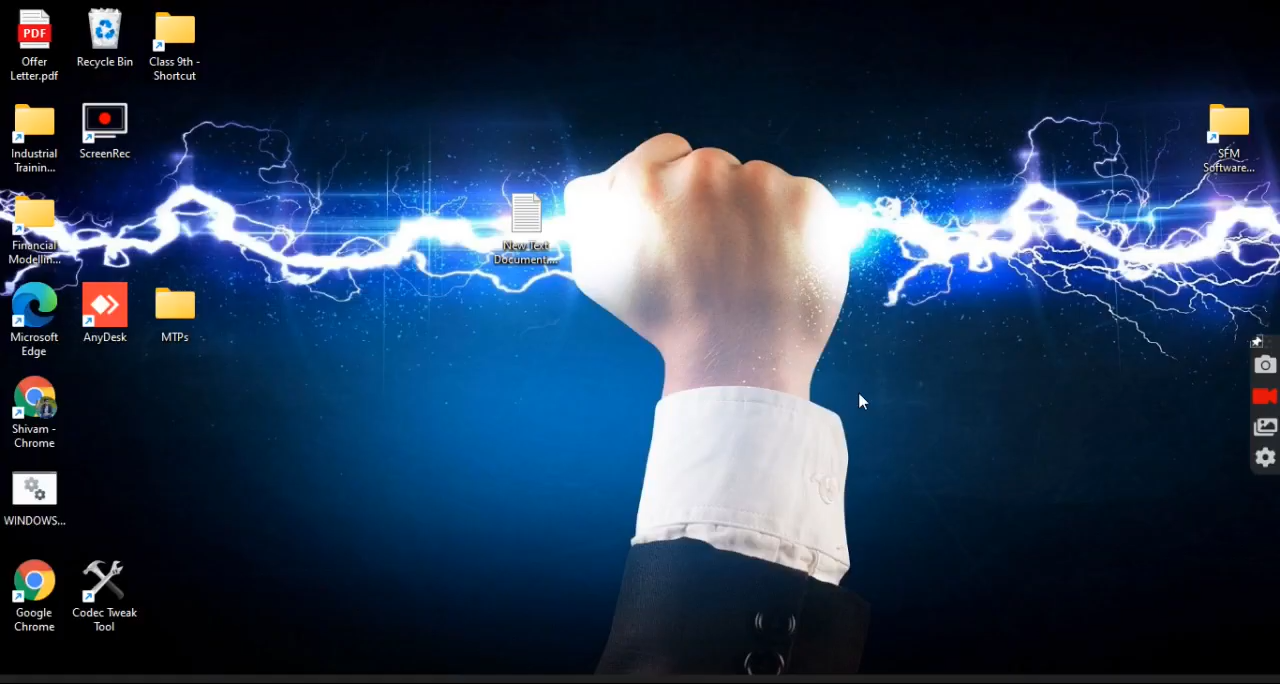 PDF
Offer
Letter.pdf
Recycle Bin
Class 9th -
Shortcut
Industrial
Trainin...
ScreenRec
SFM
Software...
Financial
Modellin...
New Text
Document....
Microsoft
Edge
AnyDesk
MTPs
Shivam -
Chrome
WINDOWS...
Google
Chrome
Codec Tweak
Tool